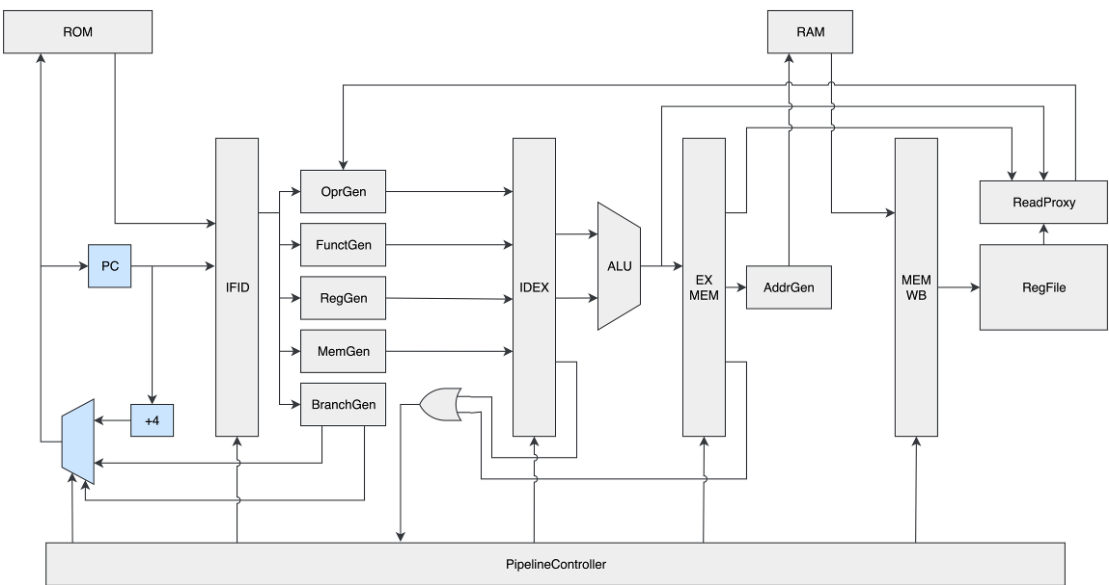 ROM
RAM
OprGen
ReadProxy
FunctGen
PC
IFID
ALU
IDEX
EX
MEM
AddrGen
MEM
WB
RegFile
RegGen
MemGen
BranchGen
+4
PipelineController